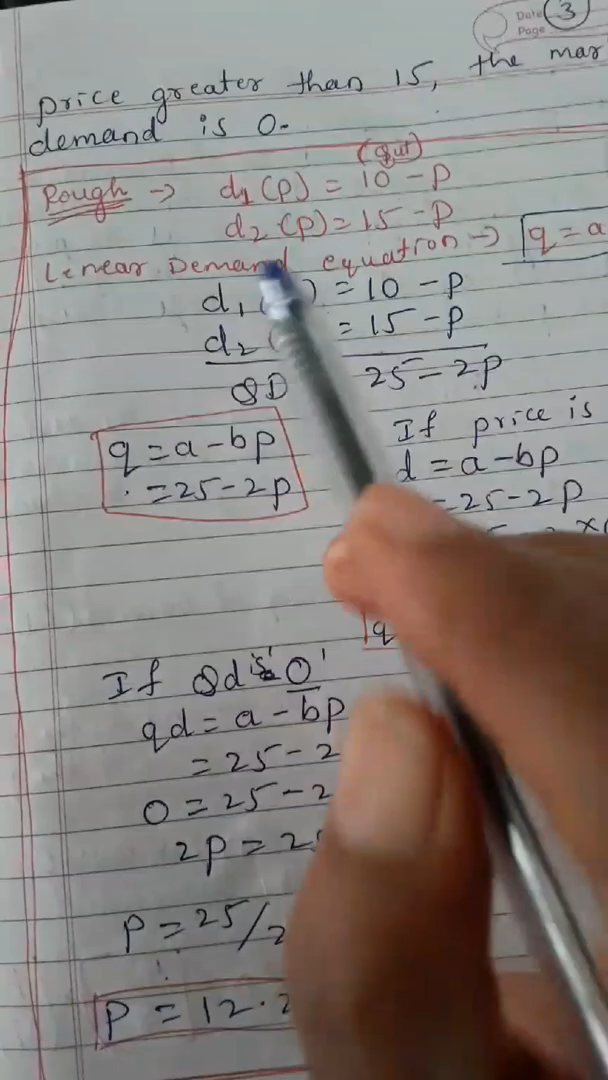 Date 3
Page
price greater than 15, the mar
demand is 0.
(qut)
Rough → d1(p) = 10 - P
d2 (p) = 15 - P
Linear Demand equation → q = a
d1 ( ) = 10 - P
d2 ( = 15 - P
QD 25 - 2p
If price is
q = a - bp
d = a - bp
= 25 - 2p
= 25 - 2p
q
If Qd is '0'
qd = a - bp
= 25 - 2
0 = 25 - 2
2P = 2
P = 25/2
P = 12.